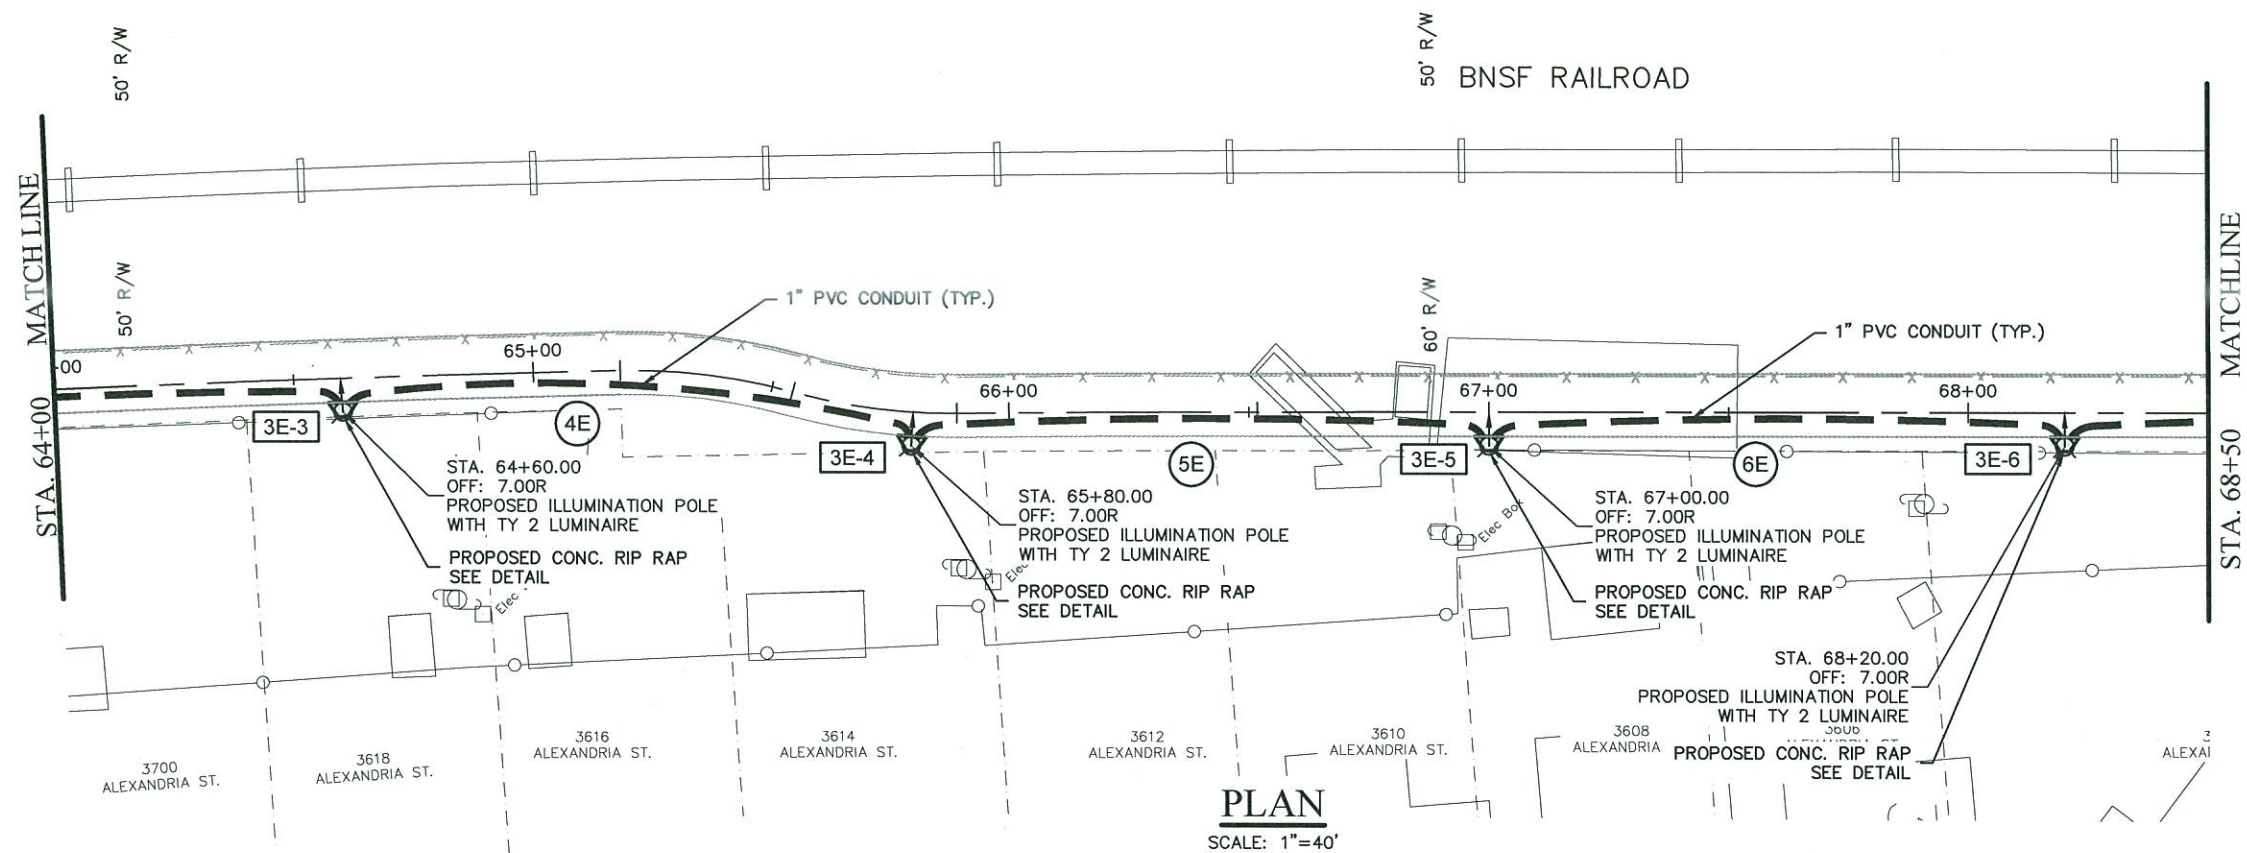 50' R/W
50' R/W
BNSF RAILROAD
MATCH LINE
STA. 64+00
50' R/W
1" PVC CONDUIT (TYP.)
60' R/W
1" PVC CONDUIT (TYP.)
MATCHLINE
STA. 68+50
00
65+00
66+00
67+00
68+00
3E-3
4E
3E-4
5E
3E-5
6E
3E-6
STA. 64+60.00
OFF: 7.00R
PROPOSED ILLUMINATION POLE
WITH TY 2 LUMINAIRE
PROPOSED CONC. RIP RAP
SEE DETAIL
Elec
STA. 65+80.00
OFF: 7.00R
PROPOSED ILLUMINATION POLE
WITH TY 2 LUMINAIRE
PROPOSED CONC. RIP RAP
SEE DETAIL
Elec
Elec Box
STA. 67+00.00
OFF: 7.00R
PROPOSED ILLUMINATION POLE
WITH TY 2 LUMINAIRE
PROPOSED CONC. RIP RAP
SEE DETAIL
STA. 68+20.00
OFF: 7.00R
PROPOSED ILLUMINATION POLE
WITH TY 2 LUMINAIRE
PROPOSED CONC. RIP RAP
SEE DETAIL
3700
ALEXANDRIA ST.
3618
ALEXANDRIA ST.
3616
ALEXANDRIA ST.
3614
ALEXANDRIA ST.
3612
ALEXANDRIA ST.
3610
ALEXANDRIA ST.
3608
ALEXANDRIA
3606
3
ALEXAI
PLAN
SCALE: 1"=40'